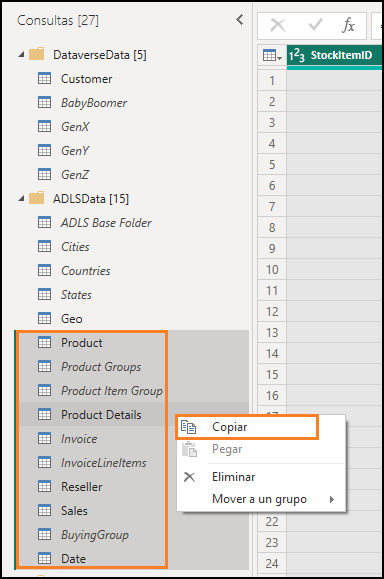 Consultas [27]
DataverseData [5]
Customer
BabyBoomer
GenX
GenY
GenZ
ADLSData [15]
ADLS Base Folder
Cities
Countries
States
Geo
Product
Product Groups
Product Item Group
Product Details
Invoice
InvoiceLineItems
Reseller
Sales
BuyingGroup
Date
Copiar
Pegar
Eliminar
Mover a un grupo
fx
1²3 StockItemID
1
2
3
4
5
6
7
8
9
10
11
12
13
14
15
16
22
23
24